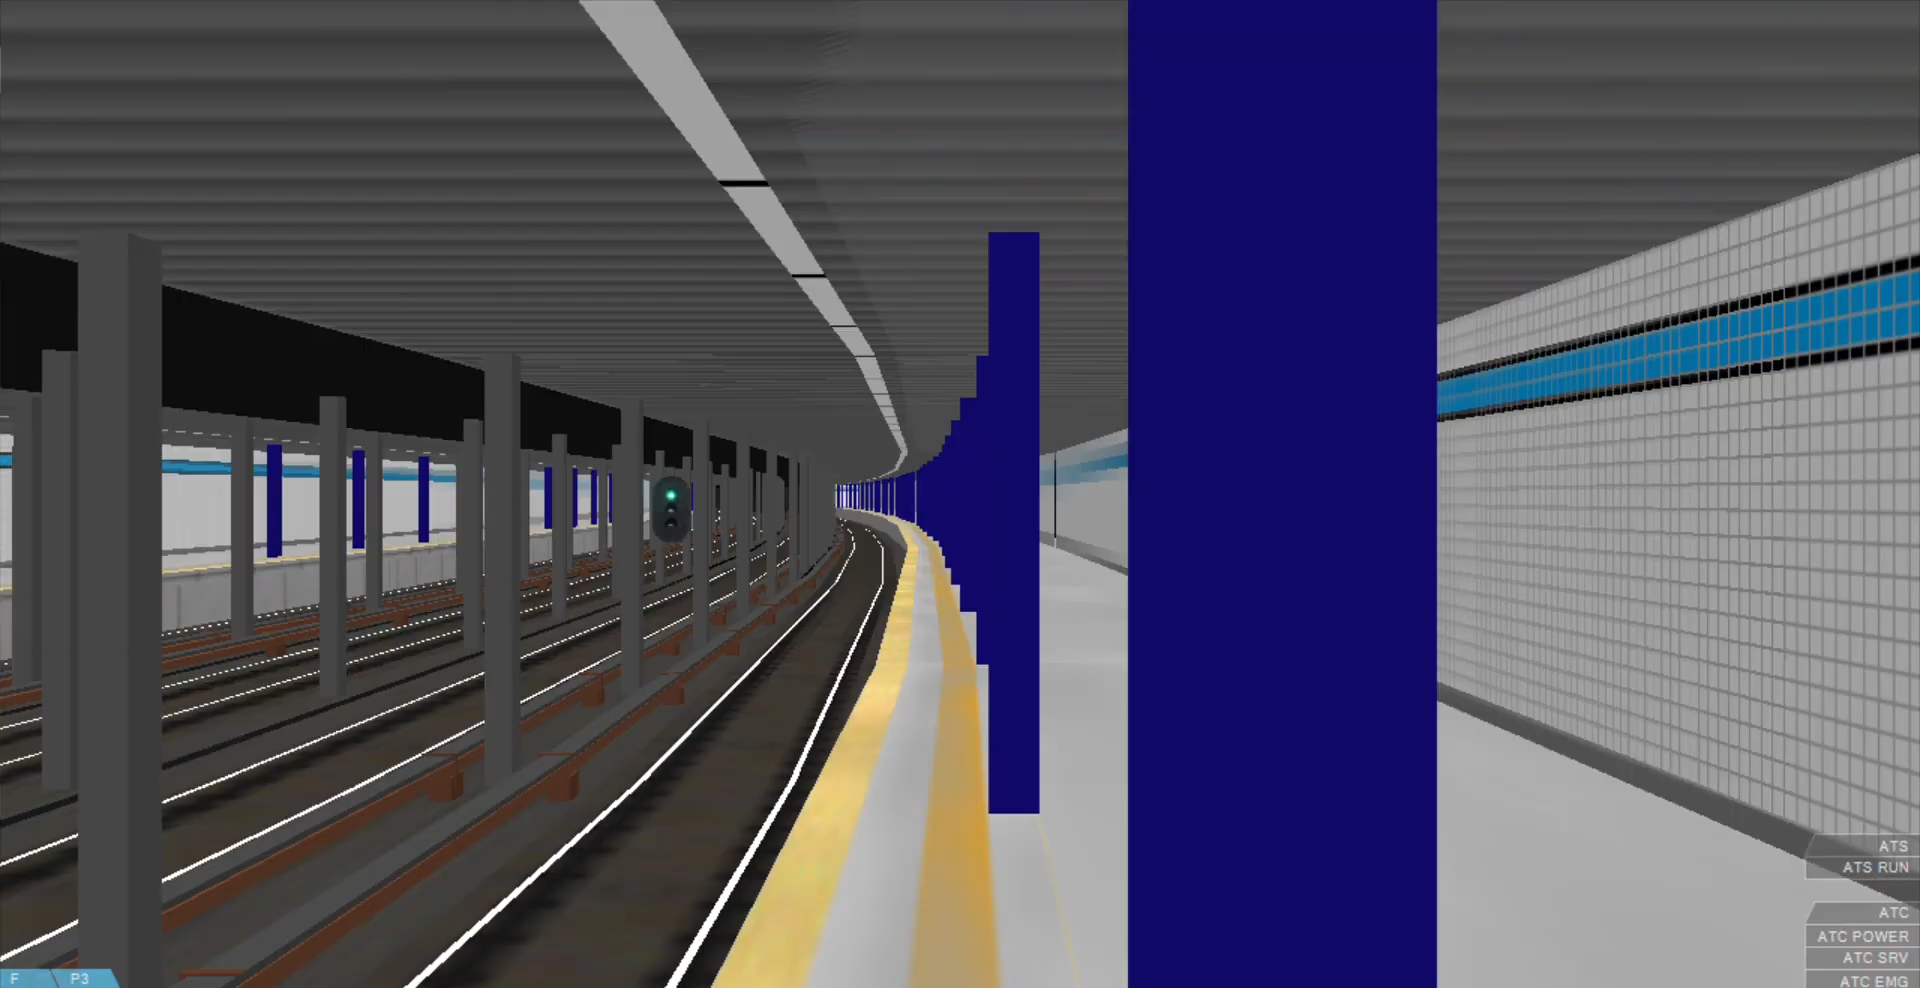 ATS
ATS RUN
ATC
ATC POWER
ATC SRV
ATC EMG
F P3